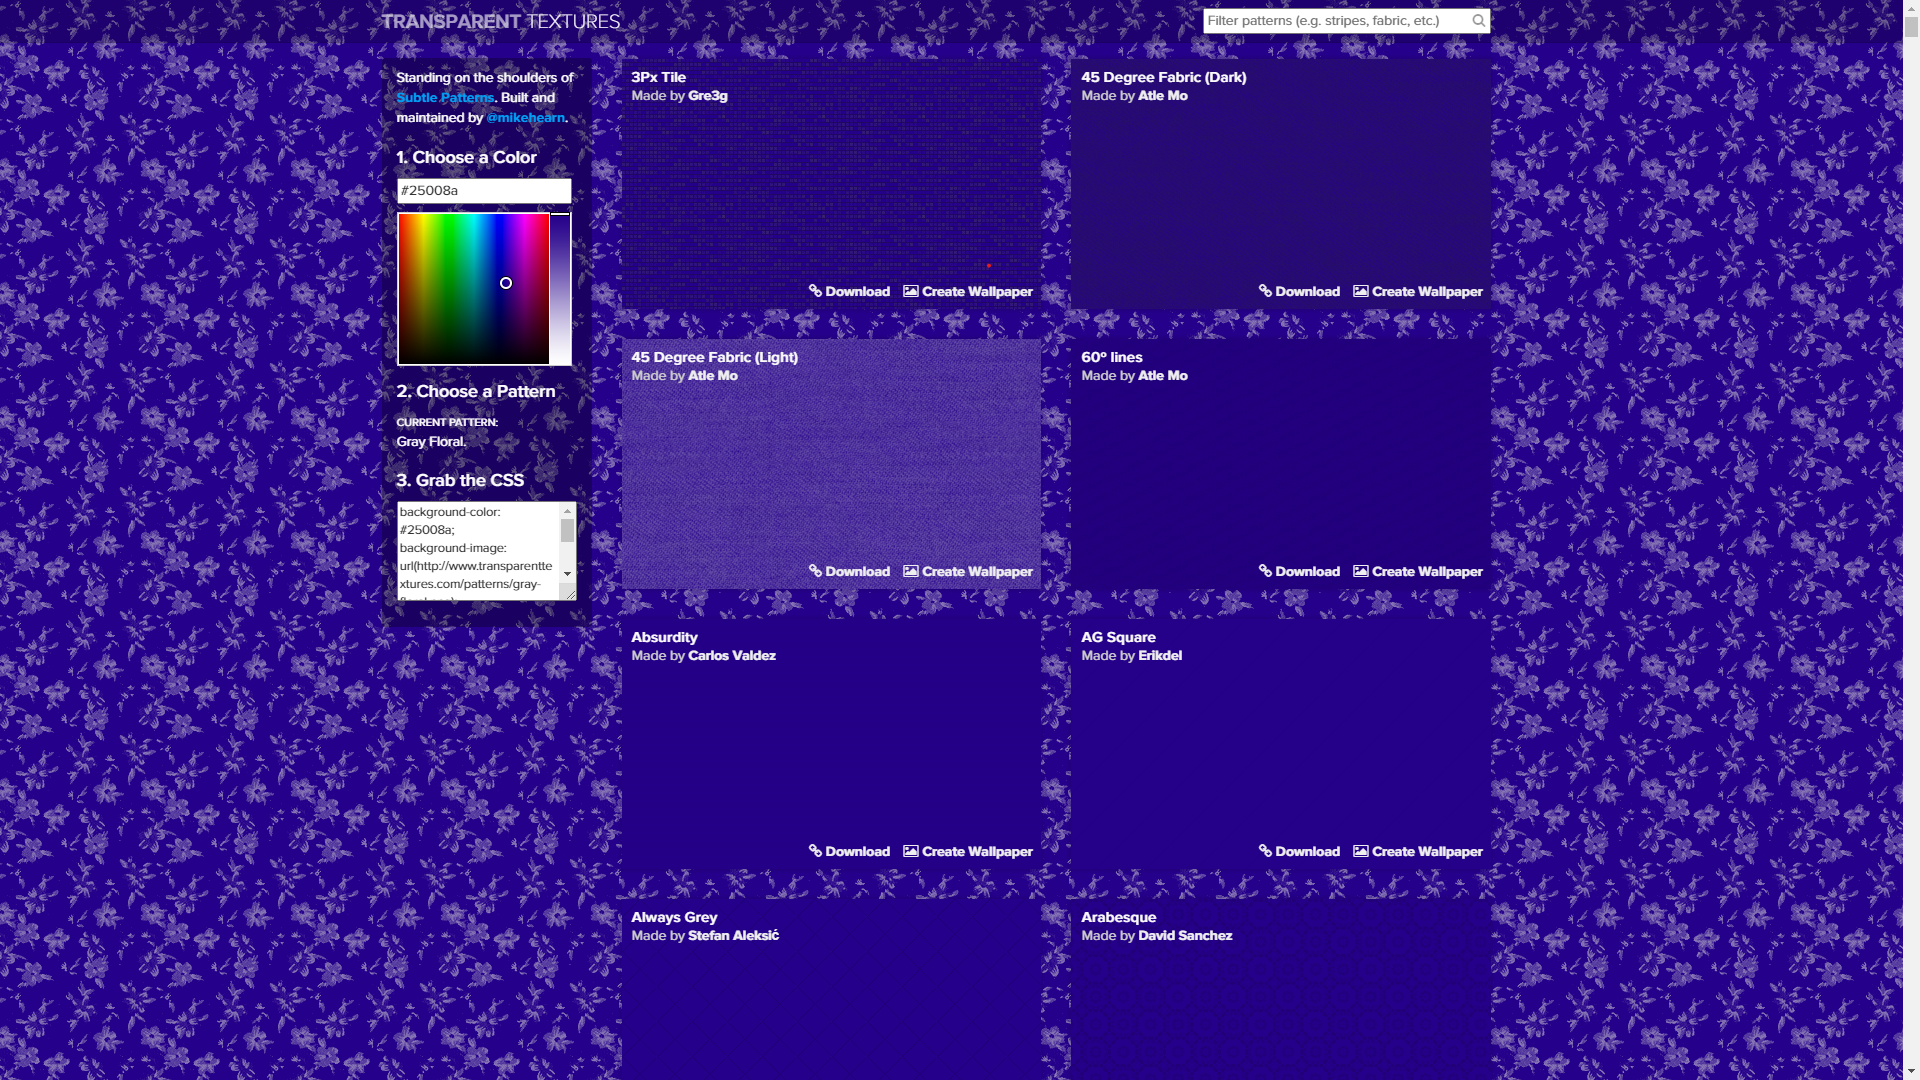 TRANSPARENT TEXTURES
Filter patterns (e.g. stripes, fabric, etc.)
Standing on the shoulders of
Subtle Patterns. Built and
maintained by @mikehearn.
1. Choose a Color
#25008a
2. Choose a Pattern
CURRENT PATTERN:
Gray Floral.
3. Grab the CSS
background-color:
#25008a;
background-image:
url(http://www.transparentte
xtures.com/patterns/gray-
3Px Tile
Made by Gre3g
Download Create Wallpaper
45 Degree Fabric (Dark)
Made by Atle Mo
Download Create Wallpaper
45 Degree Fabric (Light)
Made by Atle Mo
Download Create Wallpaper
60º lines
Made by Atle Mo
Download Create Wallpaper
Absurdity
Made by Carlos Valdez
Download Create Wallpaper
AG Square
Made by Erikdel
Download Create Wallpaper
Always Grey
Made by Stefan Aleksić
Arabesque
Made by David Sanchez